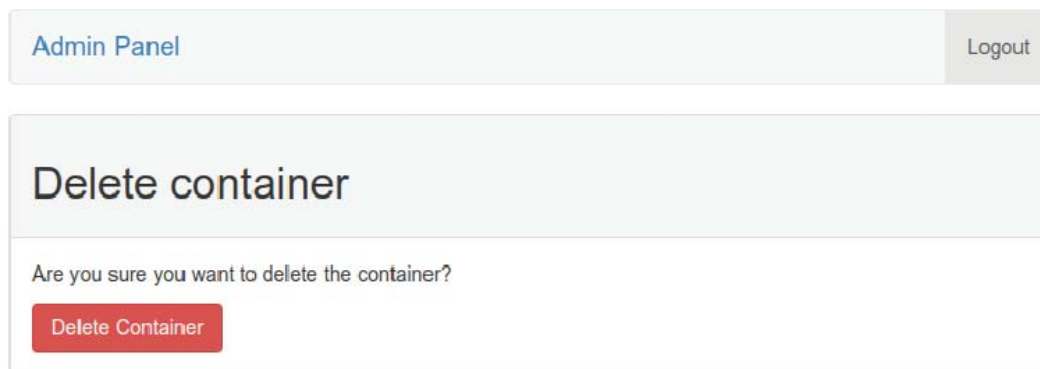 Admin Panel
Logout
Delete container
Are you sure you want to delete the container?
Delete Container